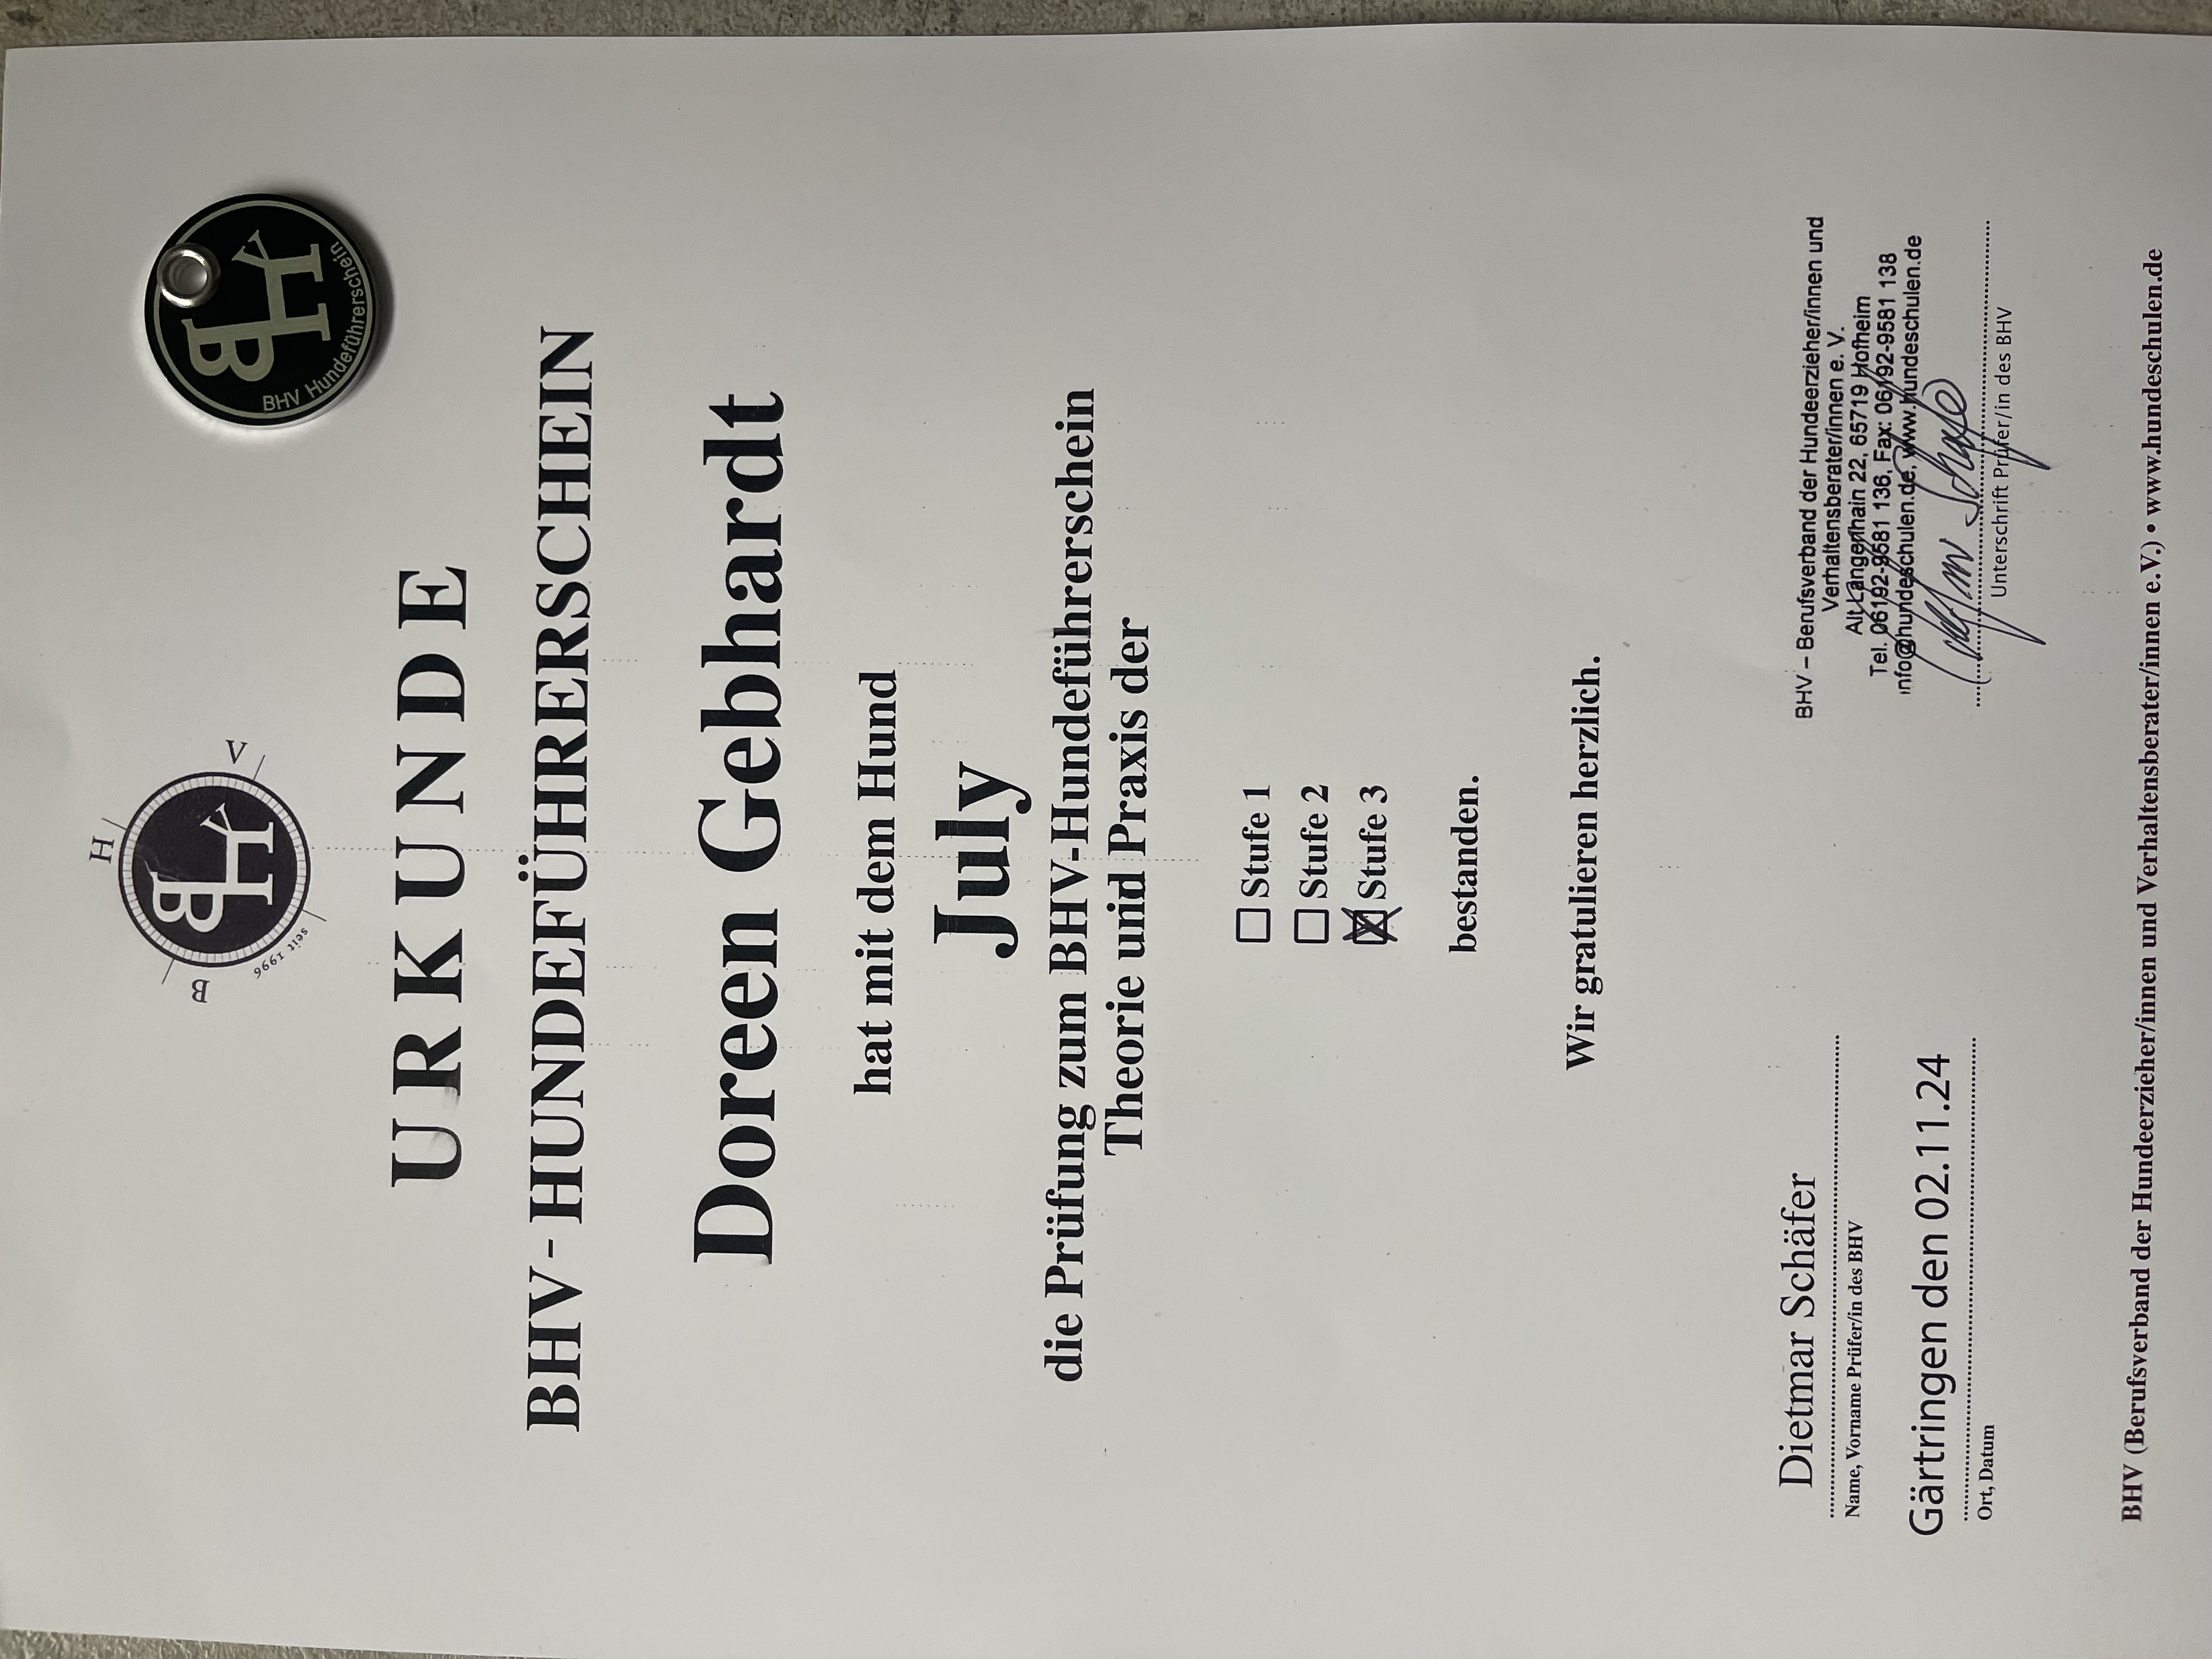 B H V
seit 1996
BHV
BHV Hundeführerschein
URKUNDE
BHV - HUNDEFÜHRERSCHEIN
Doreen Gebhardt
hat mit dem Hund
July
die Prüfung zum BHV-Hundeführerschein
Theorie und Praxis der
Stufe 1
Stufe 2
Stufe 3
bestanden.
Wir gratulieren herzlich.
Dietmar Schäfer
Name, Vorname Prüfer/in des BHV
Gärtringen den 02.11.24
Ort, Datum
BHV – Berufsverband der Hundeerzieher/innen und
Verhaltensberater/innen e. V.
Alt Langenhain 22, 65719 Hofheim
Tel. 06192-9581 136, Fax: 06192-9581 138
info@hundeschulen.de, www.hundeschulen.de
Unterschrift Prüfer/in des BHV
BHV (Berufsverband der Hundeerzieher/innen und Verhaltensberater/innen e.V.) • www.hundeschulen.de